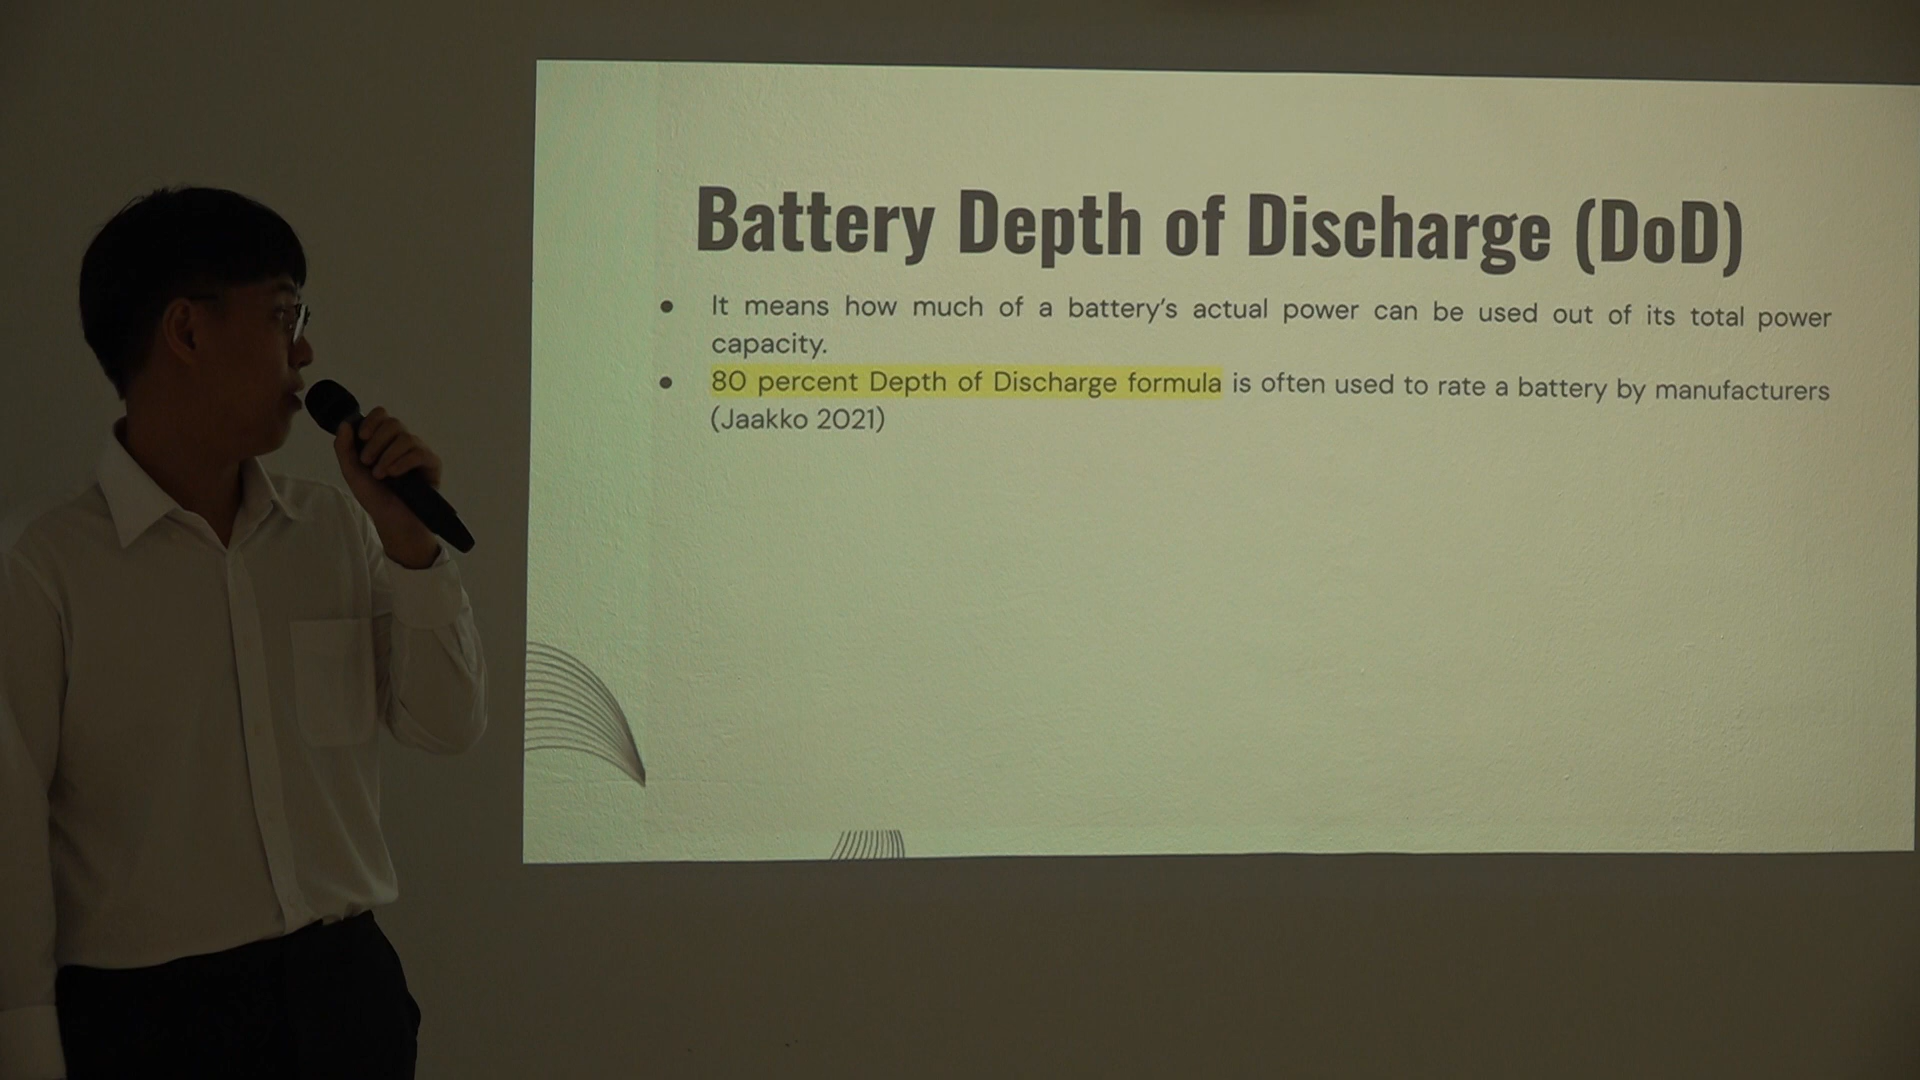 Battery Depth of Discharge (DoD)
● It means how much of a battery’s actual power can be used out of its total power
capacity.
● 80 percent Depth of Discharge formula is often used to rate a battery by manufacturers
(Jaakko 2021)